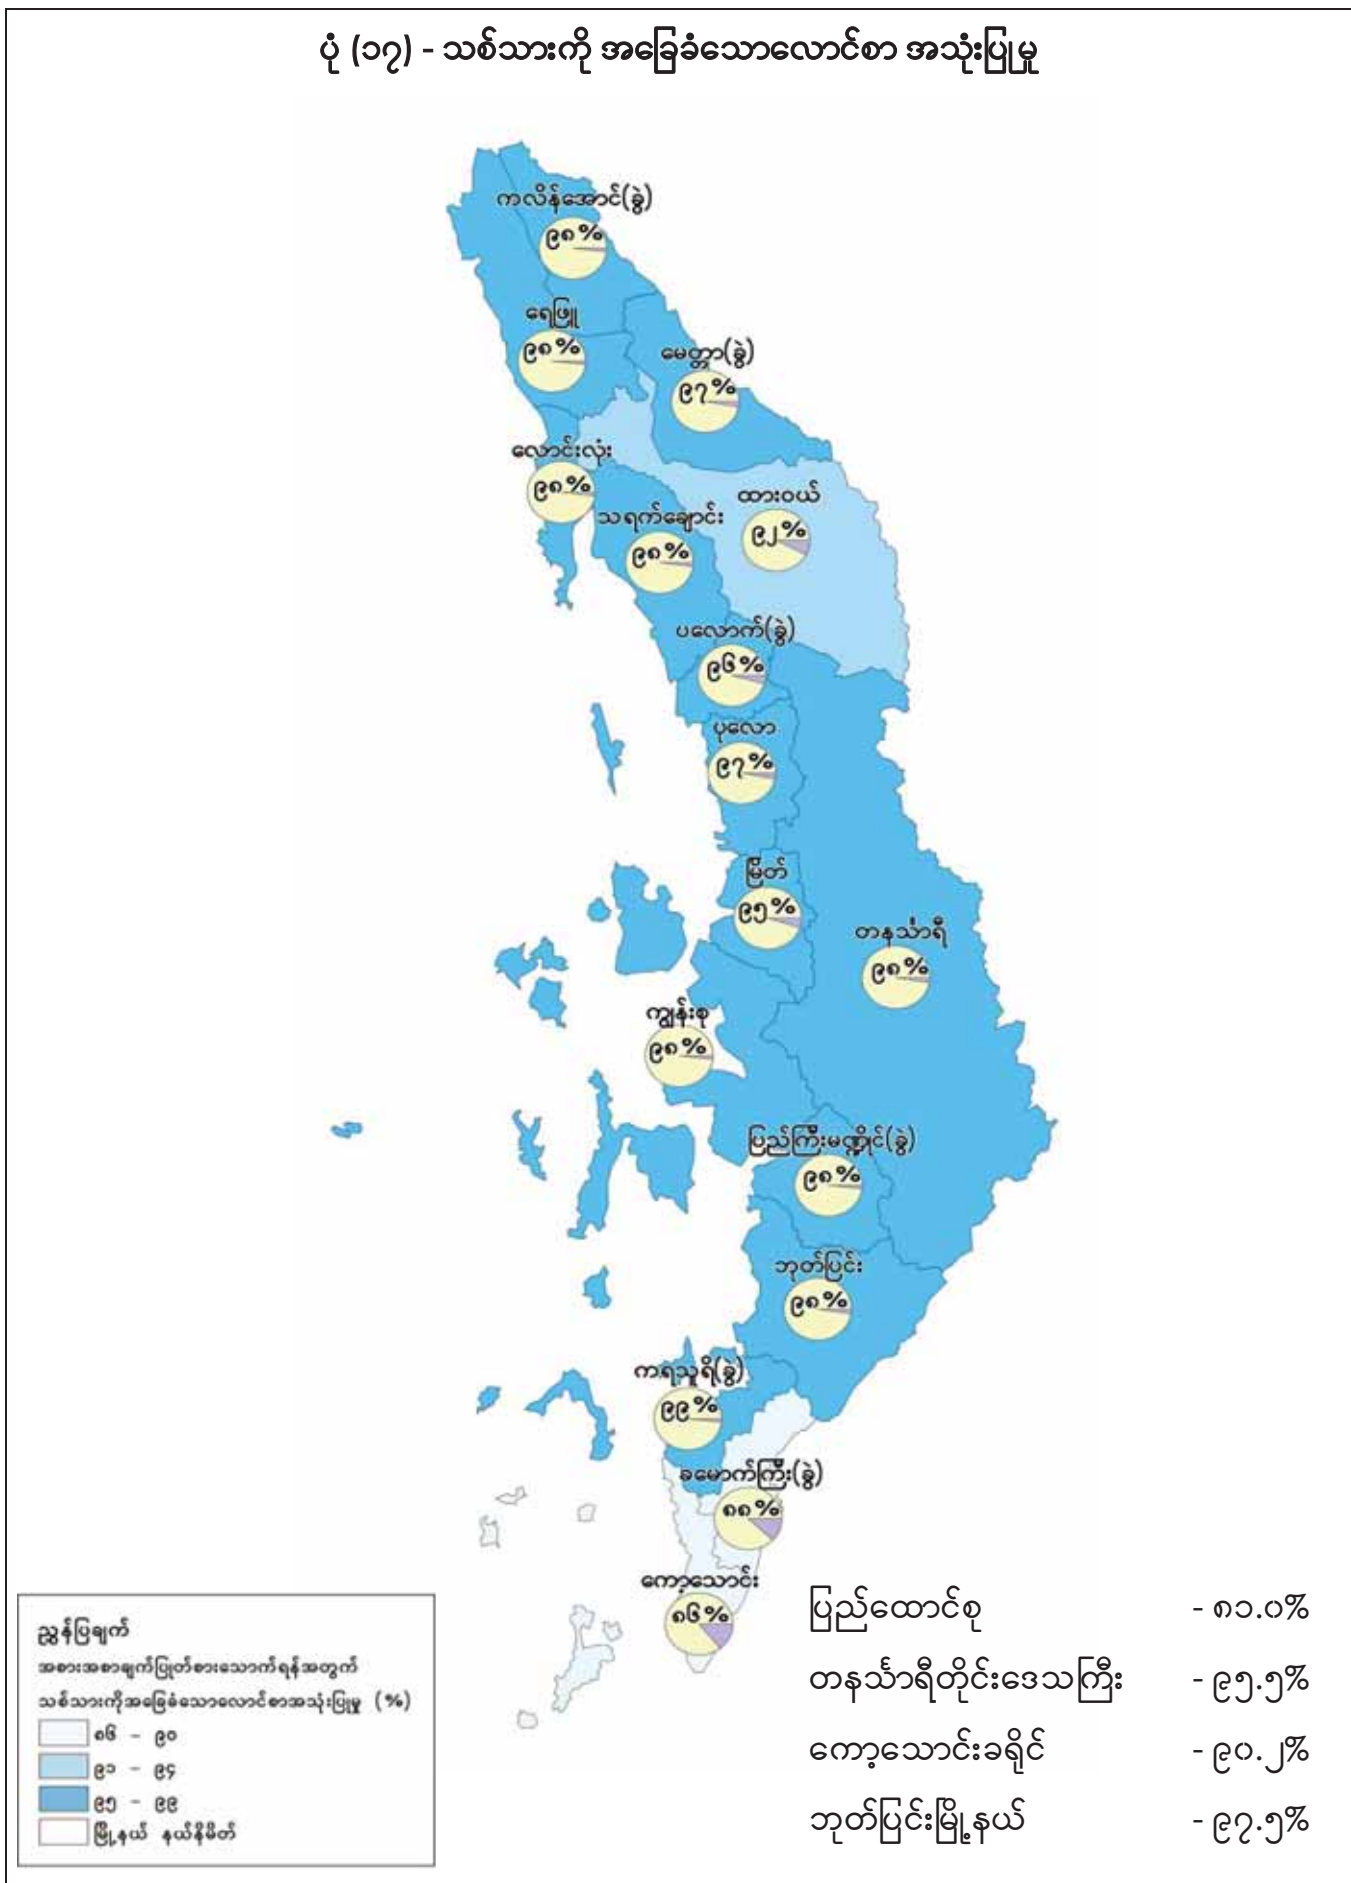 ပုံ (၁၇) - သစ်သားကို အခြေခံသောလောင်စာ အသုံးပြုမှု
ကလိန်အောင်(ခွဲ)
၉၈%
ရေဖြူ
၉၈%
မေတ္တာ(ခွဲ)
၉၇%
လောင်းလုံး
၉၈%
ထားဝယ်
၉၂%
သရက်ချောင်း
၉၈%
ပလောက်(ခွဲ)
၉၆%
ပုလော
၉၇%
မြိတ်
၉၅%
တနင်္သာရီ
၉၈%
ကျွန်းစု
၉၈%
ပြည်ကြီးမဏ္ဍိုင်(ခွဲ)
၉၈%
ဘုတ်ပြင်း
၉၈%
ကရသူရိ(ခွဲ)
၉၉%
ခမောက်ကြီး(ခွဲ)
၈၈%
ကော့သောင်း
၈၆%
ညွှန်ပြချက်
အစားအစာချက်ပြုတ်စားသောက်ရန်အတွက်
သစ်သားကိုအခြေခံသောလောင်စာအသုံးပြုမှု (%)
၈၆ - ၉၀
၉၁ - ၉၄
၉၅ - ၉၉
မြို့နယ် နယ်နိမိတ်
ပြည်ထောင်စု - ၈၁.၀%
တနင်္သာရီတိုင်းဒေသကြီး - ၉၅.၅%
ကော့သောင်းခရိုင် - ၉၀.၂%
ဘုတ်ပြင်းမြို့နယ် - ၉၇.၅%